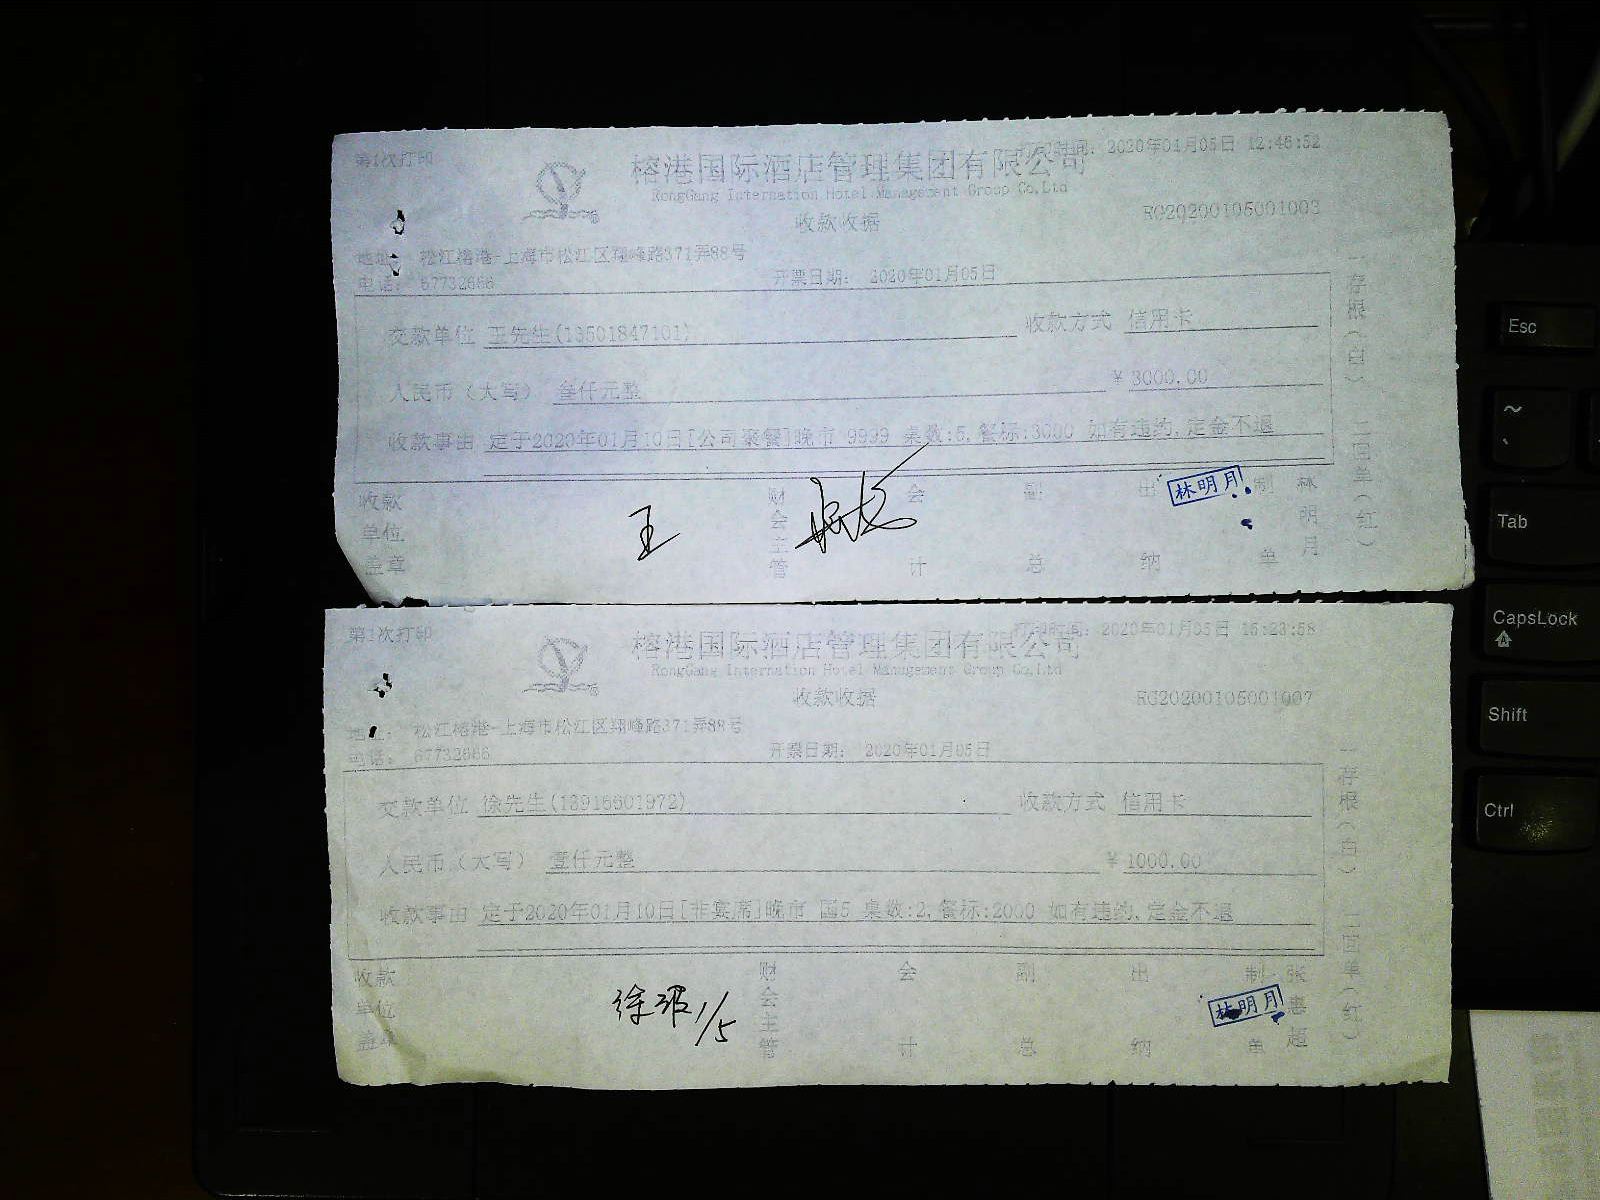 第1次打印
打印时间: 2020年01月05日 12:46:52
榕港国际酒店管理集团有限公司
RongGang Internation Hotel Management Group Co,Ltd
收款收据
RG20200105001003
地址: 松江榕港-上海市松江区翔峰路371弄88号
电话: 67732666
开票日期: 2020年01月05日
交款单位 王先生(13501847101)
收款方式 信用卡
人民币（大写） 叁仟元整
¥ 3000.00
收款事由 定于2020年01月10日[公司聚餐]晚市 9999 桌数:5,餐标:3000 如有违约,定金不退
收款单位盖章
王
财会主管
会计
副总
出纳
林明月
制单
林明月
一存根(白) 二回单(红)
第1次打印
打印时间: 2020年01月05日 16:23:58
榕港国际酒店管理集团有限公司
RongGang Internation Hotel Management Group Co,Ltd
收款收据
RG20200105001007
地址: 松江榕港-上海市松江区翔峰路371弄88号
电话: 67732666
开票日期: 2020年01月05日
交款单位 徐先生(13916601972)
收款方式 信用卡
人民币（大写） 壹仟元整
¥ 1000.00
收款事由 定于2020年01月10日[非宴席]晚市 国5 桌数:2,餐标:2000 如有违约,定金不退
收款单位盖章
1/5
财会主管
会计
副总
出纳
林明月
制单
张惠超
一存根(白) 二回单(红)
Esc
~
、
Tab
CapsLock
Shift
Ctrl